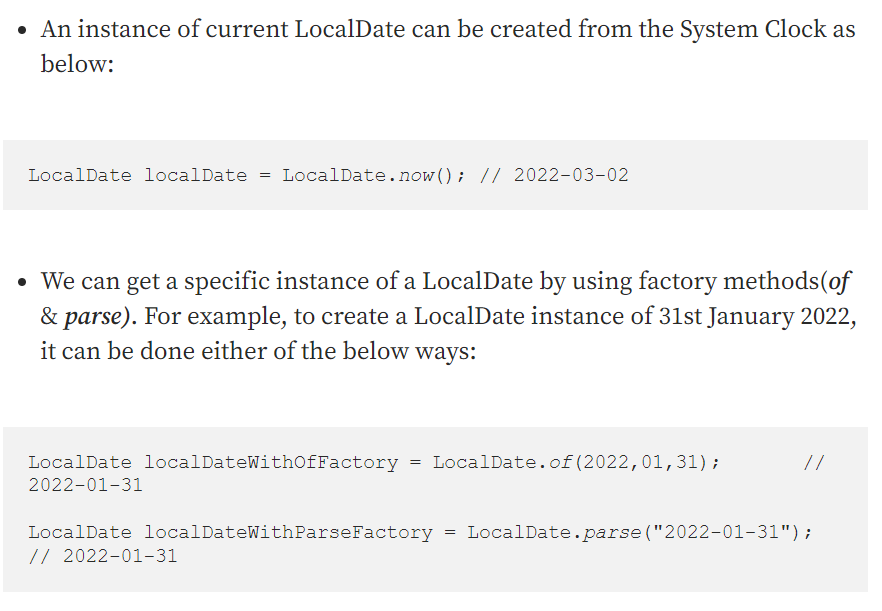 • An instance of current LocalDate can be created from the System Clock as
below:
LocalDate localDate = LocalDate.now(); // 2022-03-02
• We can get a specific instance of a LocalDate by using factory methods(of
& parse). For example, to create a LocalDate instance of 31st January 2022,
it can be done either of the below ways:
LocalDate localDateWithOfFactory = LocalDate.of(2022,01,31); //
2022-01-31
LocalDate localDateWithParseFactory = LocalDate.parse("2022-01-31");
// 2022-01-31